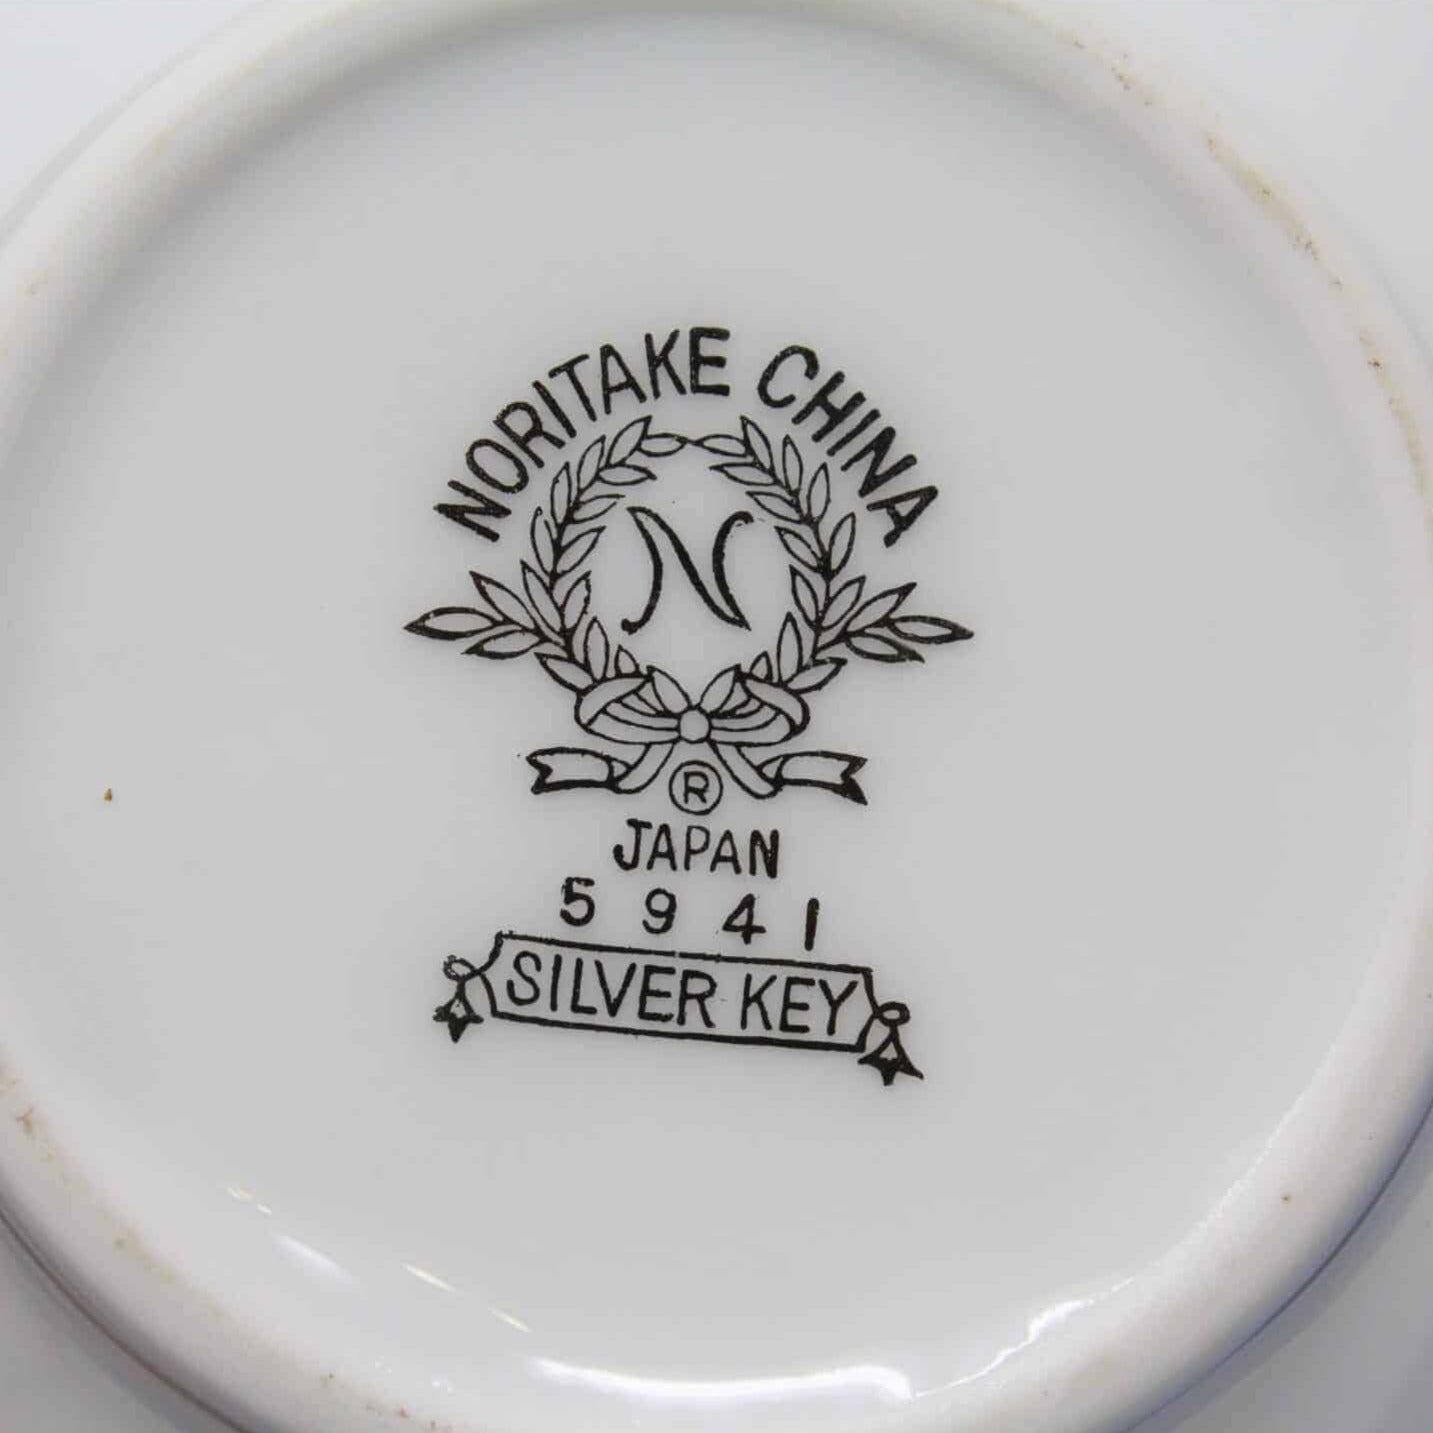 NORITAKE CHINA
N
®
JAPAN
5941
SILVER KEY